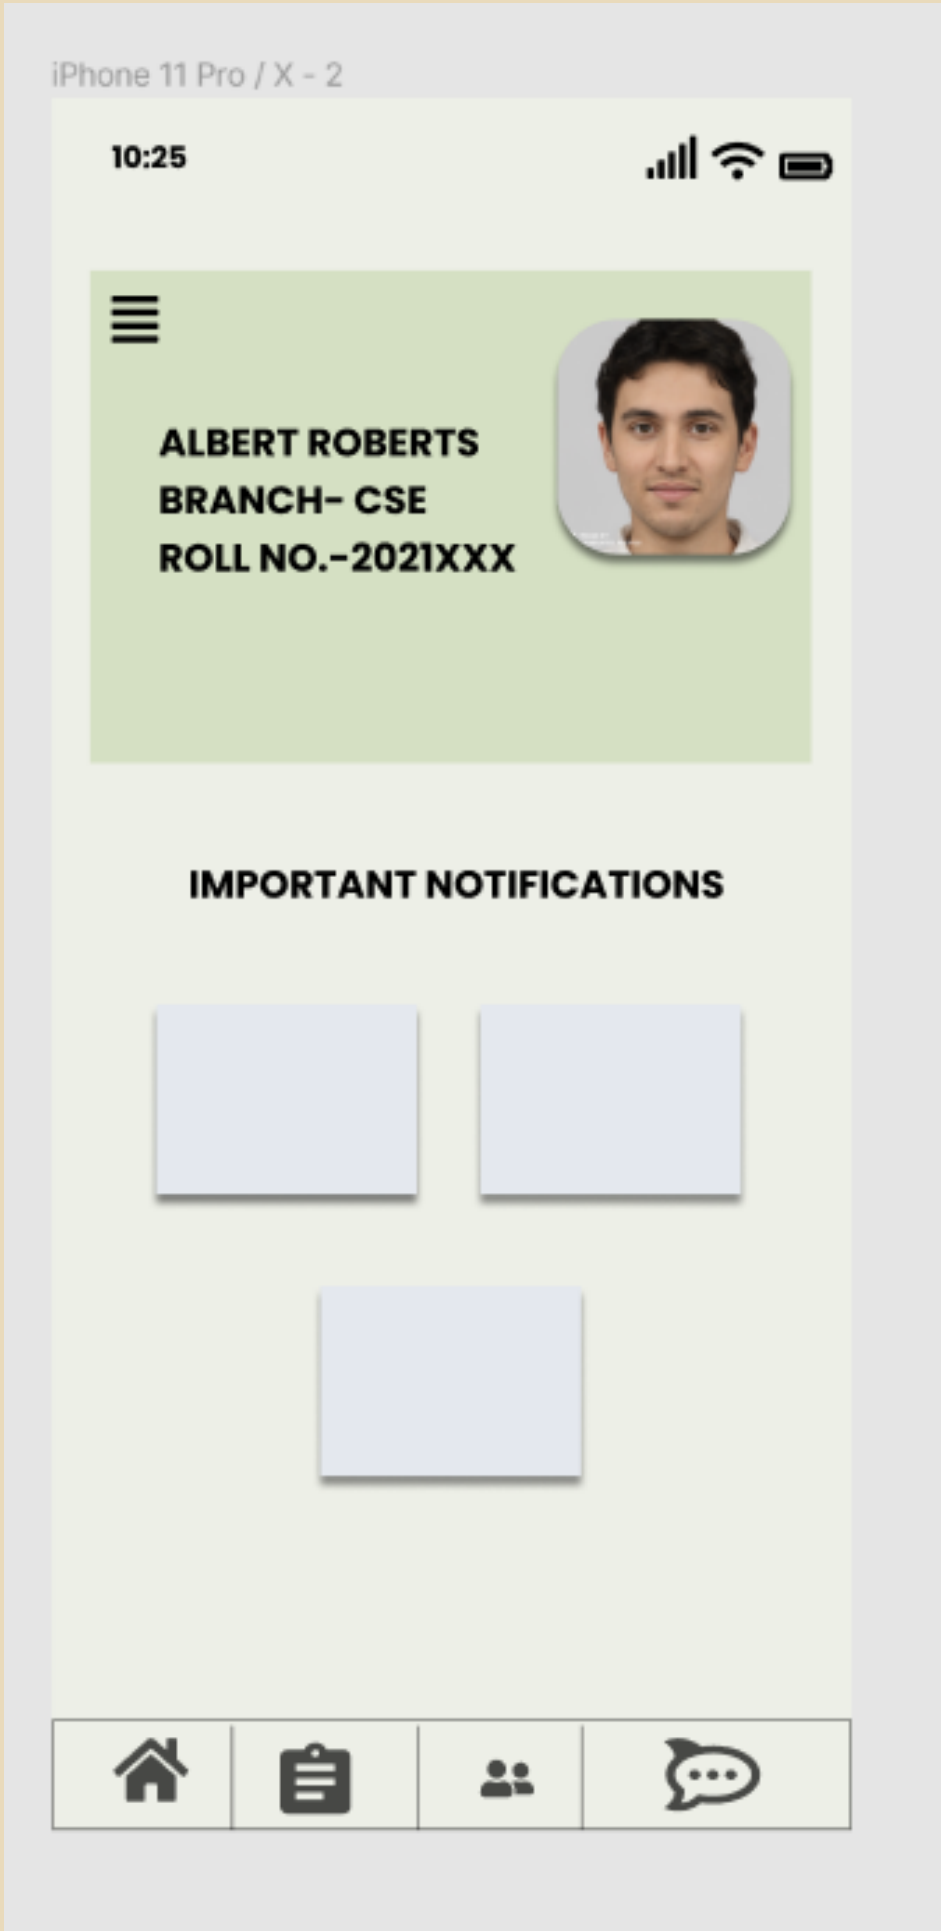 iPhone 11 Pro / X - 2
10:25
ALBERT ROBERTS
BRANCH- CSE
ROLL NO.-2021XXX
IMPORTANT NOTIFICATIONS